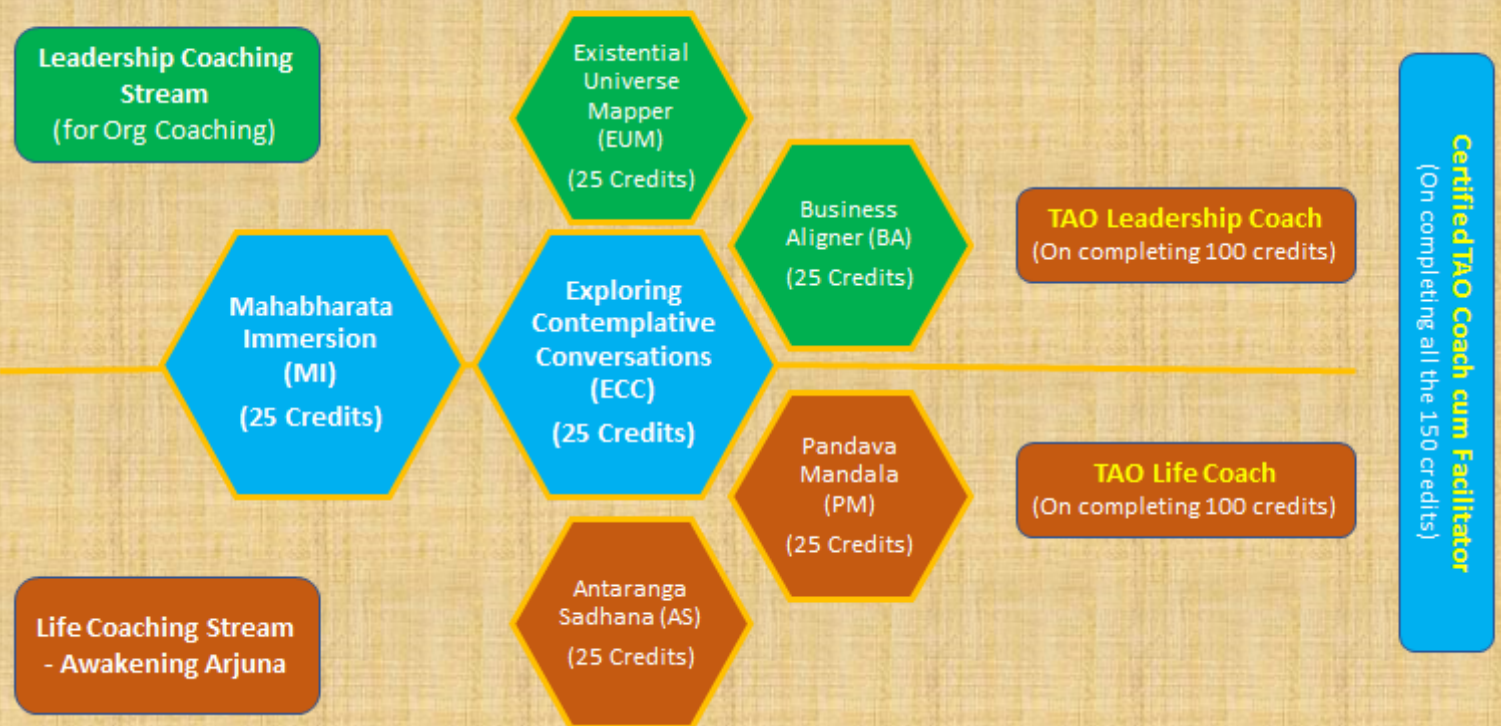 Leadership Coaching
Stream
(for Org Coaching)
Existential
Universe
Mapper
(EUM)
(25 Credits)
Business
Aligner (BA)
(25 Credits)
TAO Leadership Coach
(On completing 100 credits)
Mahabharata
Immersion
(MI)
(25 Credits)
Exploring
Contemplative
Conversations
(ECC)
(25 Credits)
Pandava
Mandala
(PM)
(25 Credits)
TAO Life Coach
(On completing 100 credits)
Life Coaching Stream
- Awakening Arjuna
Antaranga
Sadhana (AS)
(25 Credits)
Certified TAO Coach cum Facilitator
(On completing all the 150 credits)